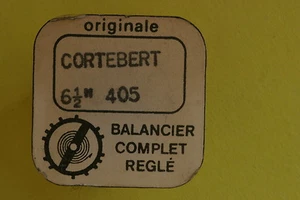 originale
CORTEBERT
6½" 405
BALANCIER
COMPLET
REGLÉ